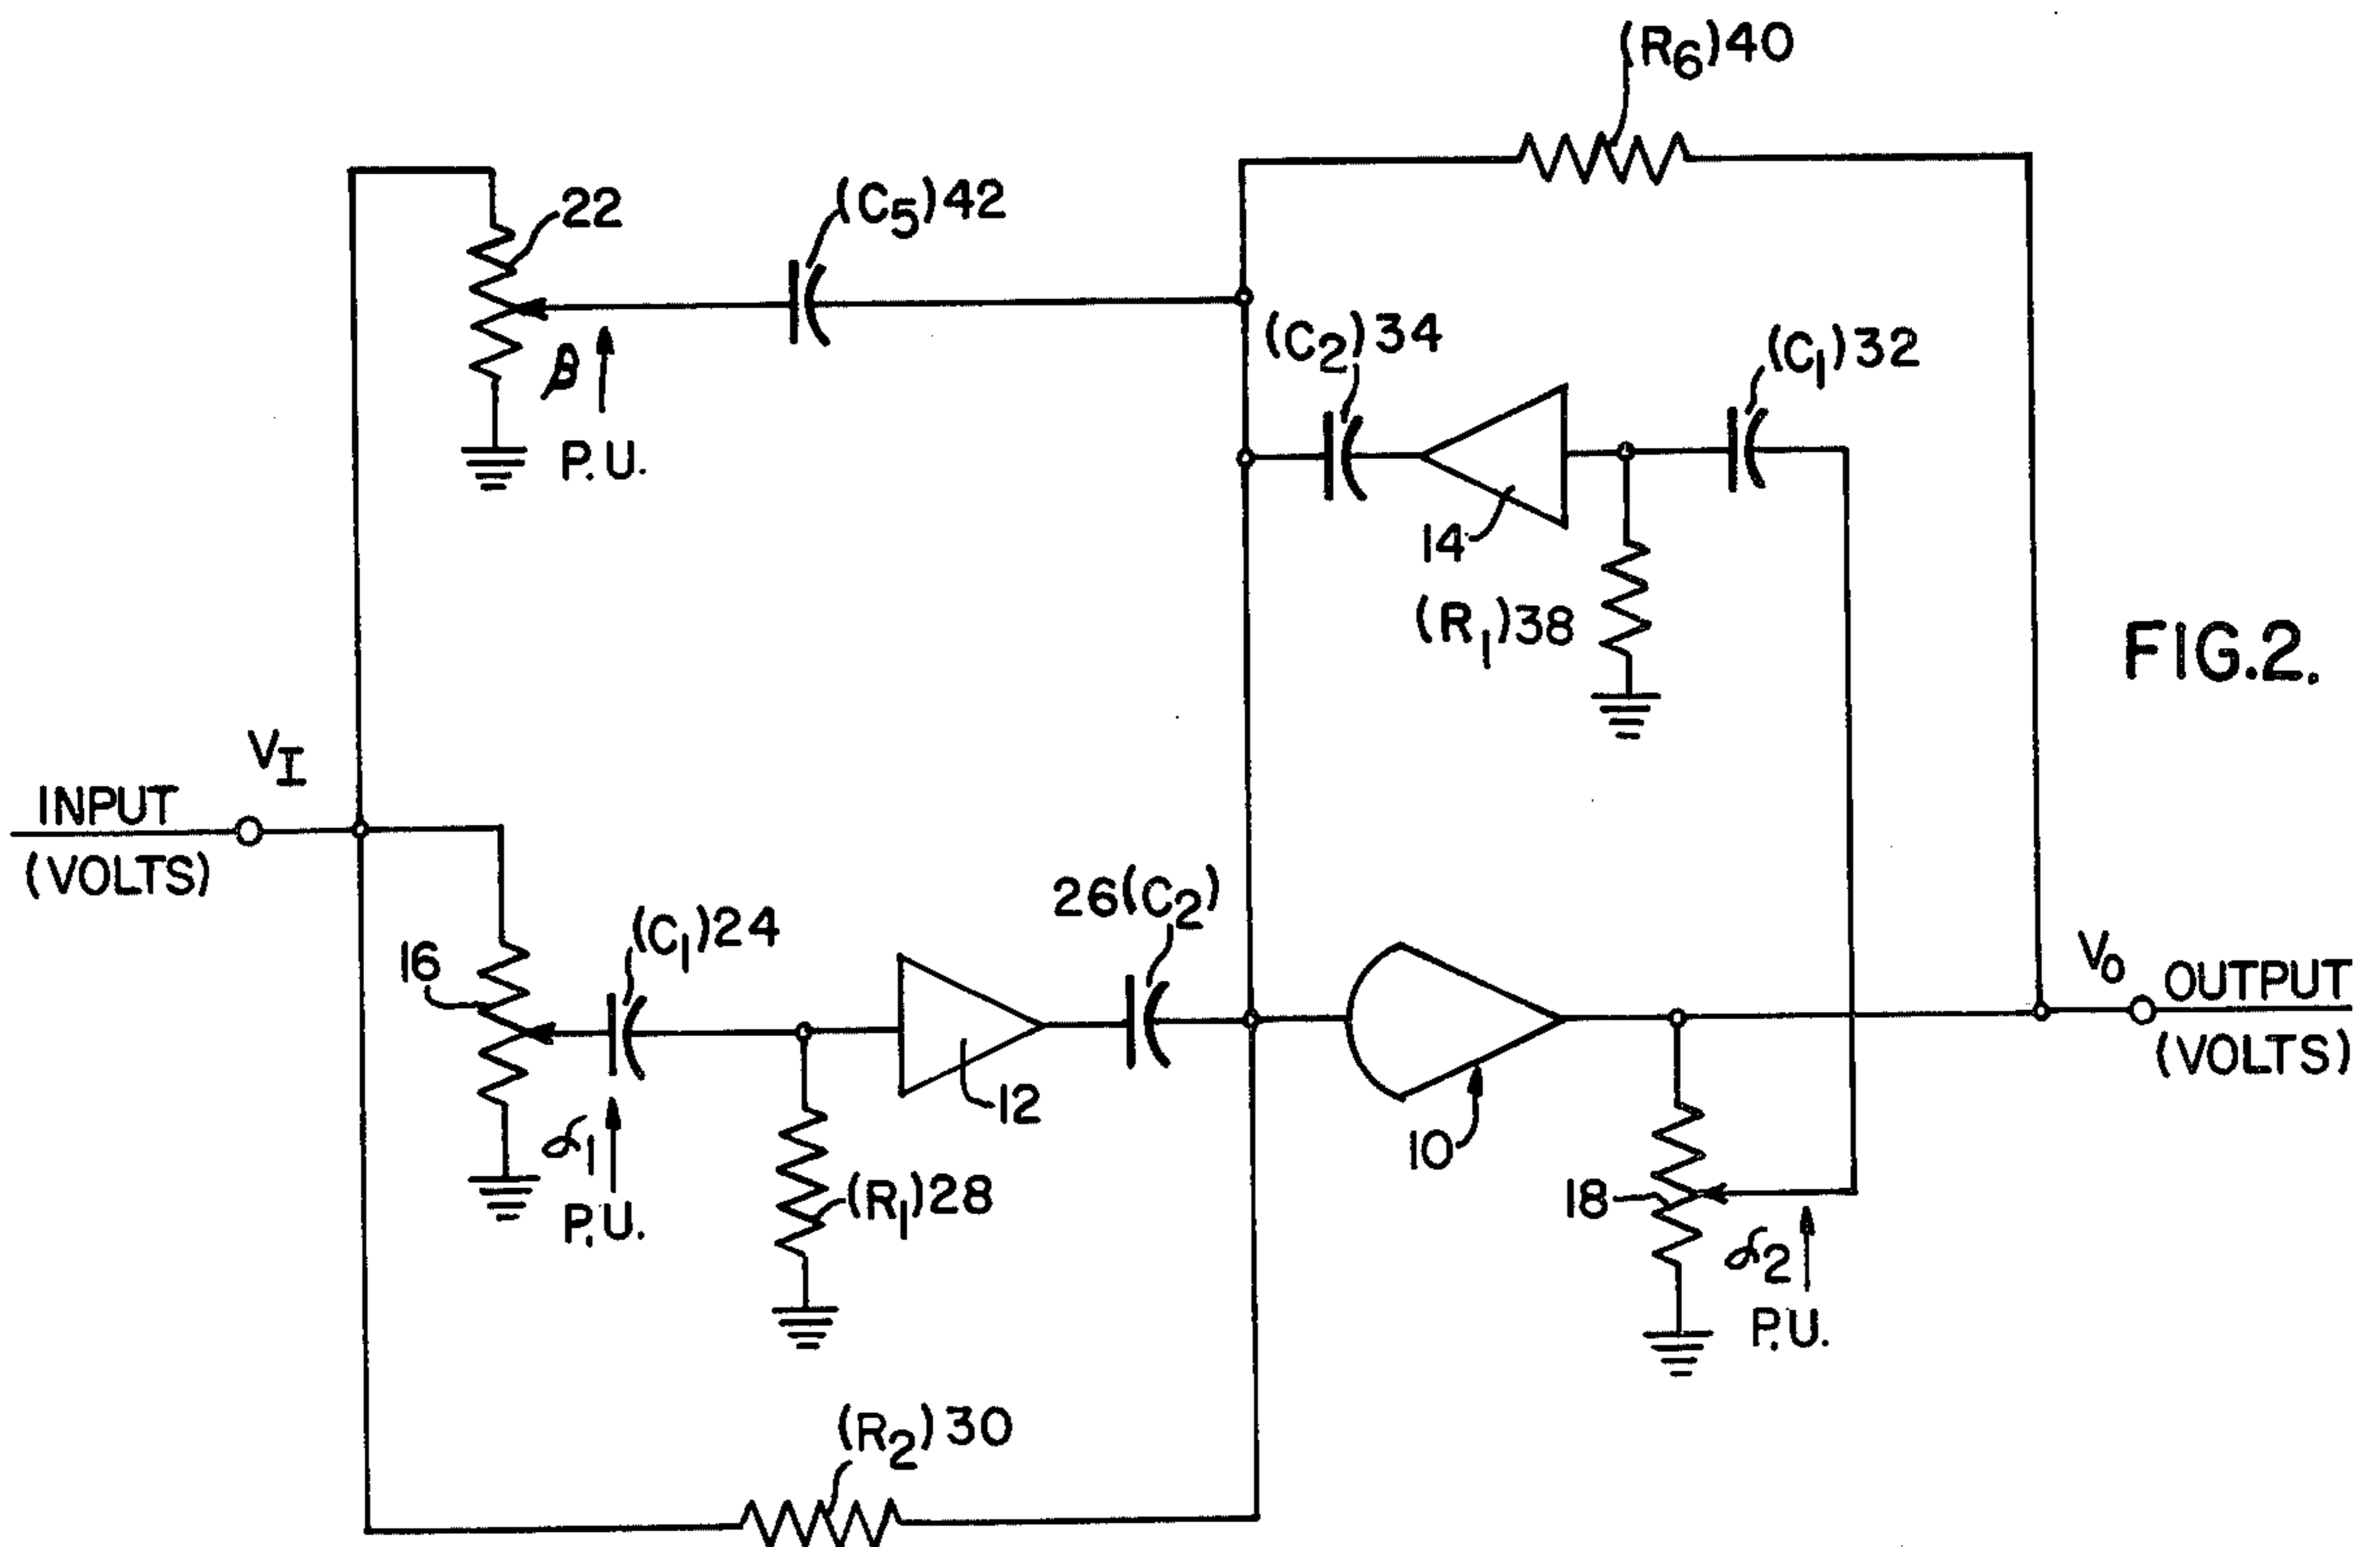 (R6)40
22
(C5)42
(C2)34
(C1)32
β
P.U.
14
(R1)38
FIG.2.
VI
INPUT
(VOLTS)
26(C2)
(C1)24
16
VO
OUTPUT
(VOLTS)
12
10
α1
P.U.
(R1)28
18
α2
P.U.
(R2)30